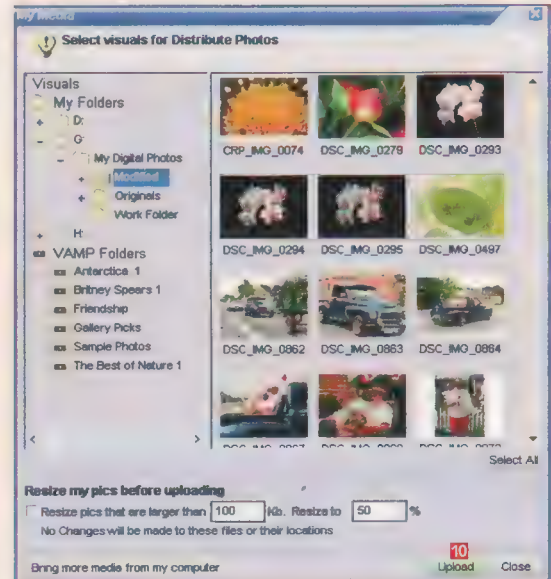 My Media
Select visuals for Distribute Photos
Visuals
My Folders
D:
G:
My Digital Photos
Modified
Originals
Work Folder
H:
VAMP Folders
Antarctica 1
Britney Spears 1
Friendship
Gallery Picks
Sample Photos
The Best of Nature 1
CRP_IMG_0074 DSC_IMG_0279 DSC_IMG_0293
DSC_IMG_0294 DSC_IMG_0295 DSC_IMG_0497
DSC_IMG_0862 DSC_IMG_0863 DSC_IMG_0864
Select All
Resize my pics before uploading
Resize pics that are larger than 100 Kb. Resize to 50 %
No Changes will be made to these files or their locations
10
Bring more media from my computer Upload Close